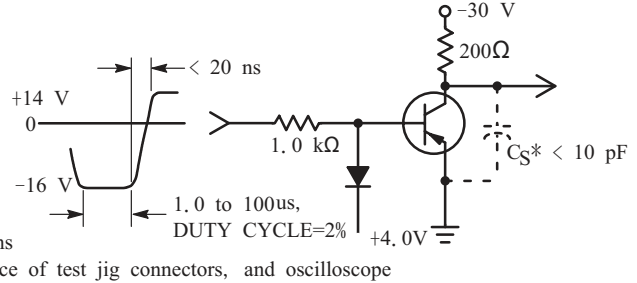 −30 V
200Ω
< 20 ns
+14 V
0
1.0 kΩ
CS* < 10 pF
−16 V
1.0 to 100us,
DUTY CYCLE=2%
+4.0V
ns
ce of test jig connectors, and oscilloscope